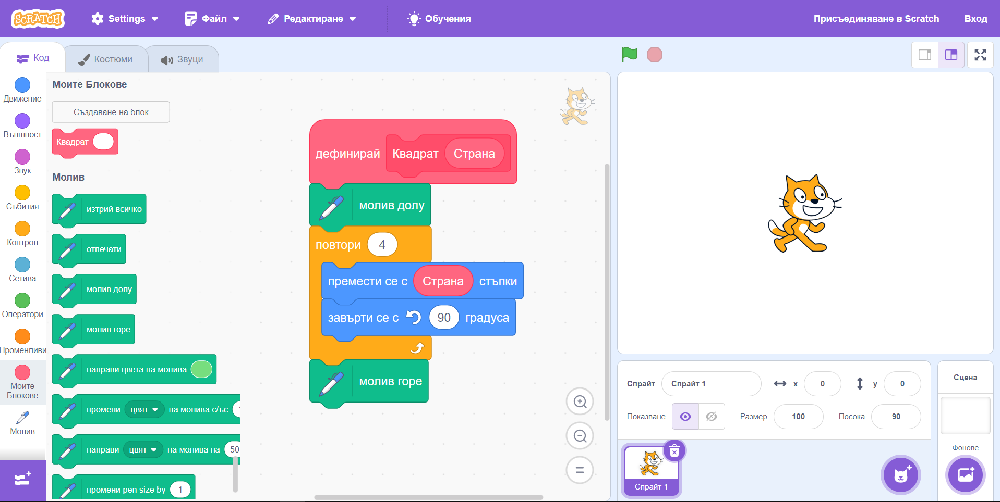 SCRATCH Settings Файл Редактиране Обучения Присъединяване в Scratch Вход
Код Костюми Звуци
Движение
Външност
Звук
Събития
Контрол
Сетива
Оператори
Променливи
Моите
Блокове
Молив
Моите Блокове
Създаване на блок
Квадрат
Молив
изтрий всичко
отпечати
молив долу
молив горе
направи цвета на молива
промени цвят на молива с/ъс
направи цвят на молива на 50
промени pen size by 1
дефинирай Квадрат Страна
молив долу
повтори 4
премести се с Страна стъпки
завърти се с 90 градуса
молив горе
Спрайт Спрайт 1 x 0 y 0
Показване Размер 100 Посока 90
Спрайт 1
Сцена
Фонове